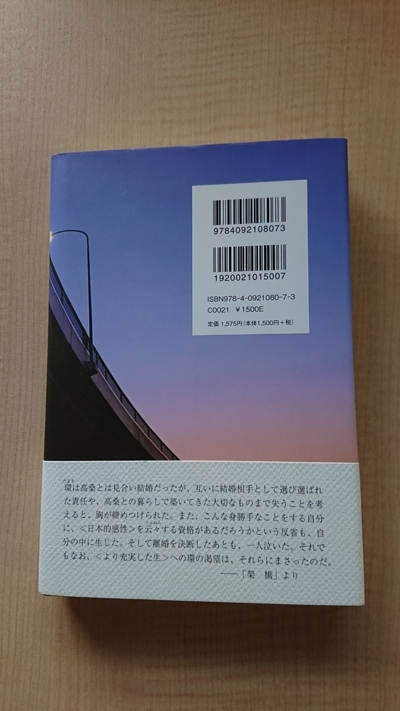 9784092108073
1920021015007
ISBN978-4-0921080-7-3
C0021 ¥1500E
定価1,575円(本体1,500円+税)
環は高桑とは見合い結婚だったが、互いに結婚相手として選び選ばれ
た責任や、高桑との暮らしで築いてきた大切なものまで失うことを考
えると、胸が締めつけられた。また、こんな身勝手なことをする自分
に、≪日本的感性≫を云々する資格があるだろうかという反省も、自
分の中に生じた。そして離婚を決断したあとも、一人泣いた。それで
もなお、≪より充実した生≫への環の渇望は、それらにまさったのだ。
――「架 橋」より